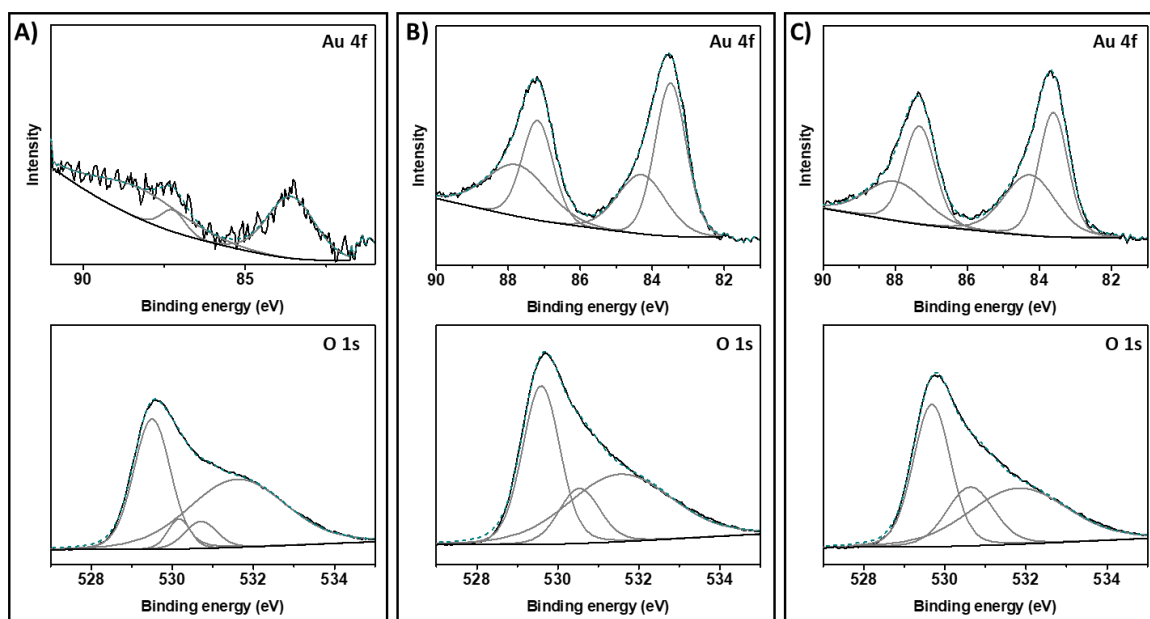 A)
Au 4f
Intensity
90
85
Binding energy (eV)
O 1s
528
530
532
534
Binding energy (eV)
B)
Au 4f
Intensity
90
88
86
84
82
Binding energy (eV)
O 1s
528
530
532
534
Binding energy (eV)
C)
Au 4f
Intensity
90
88
86
84
82
Binding energy (eV)
O 1s
528
530
532
534
Binding energy (eV)